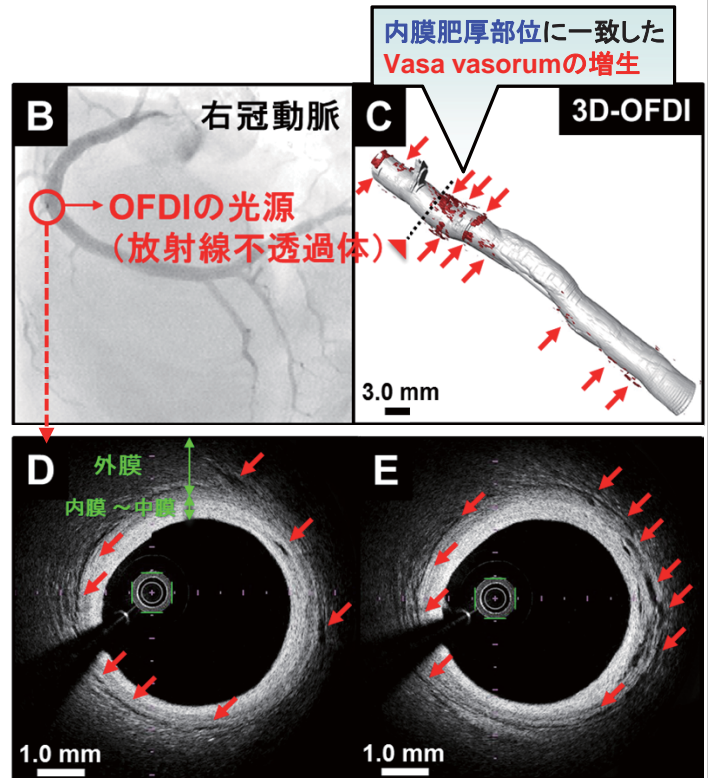 内膜肥厚部位に一致した
Vasa vasorumの増生
B
右冠動脈
OFDIの光源
（放射線不透過体）
C
3D-OFDI
3.0 mm
D
外膜
内膜～中膜
1.0 mm
E
1.0 mm